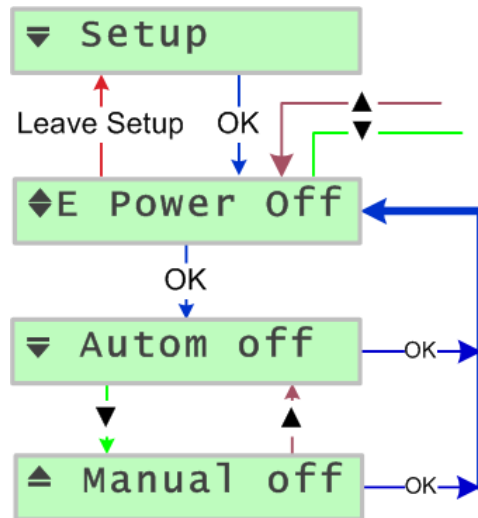 Setup
Leave Setup OK
E Power Off
OK
Autom off
OK
Manual off
OK